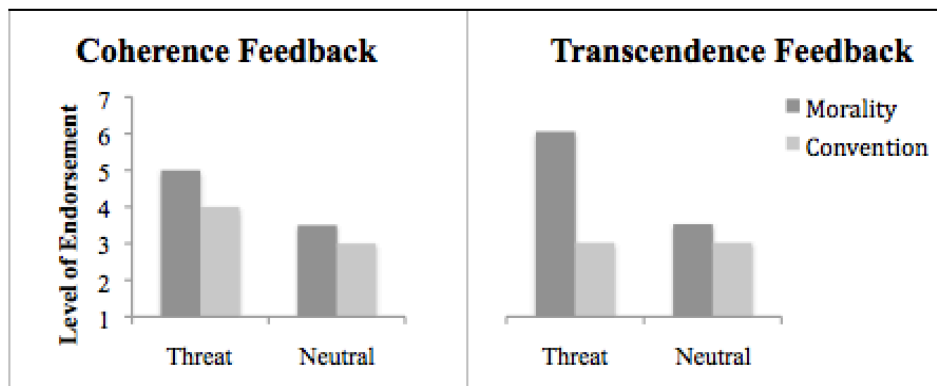 Coherence Feedback
Level of Endorsement
7
6
5
4
3
2
1
Threat Neutral
Transcendence Feedback
Morality
Convention
Threat Neutral